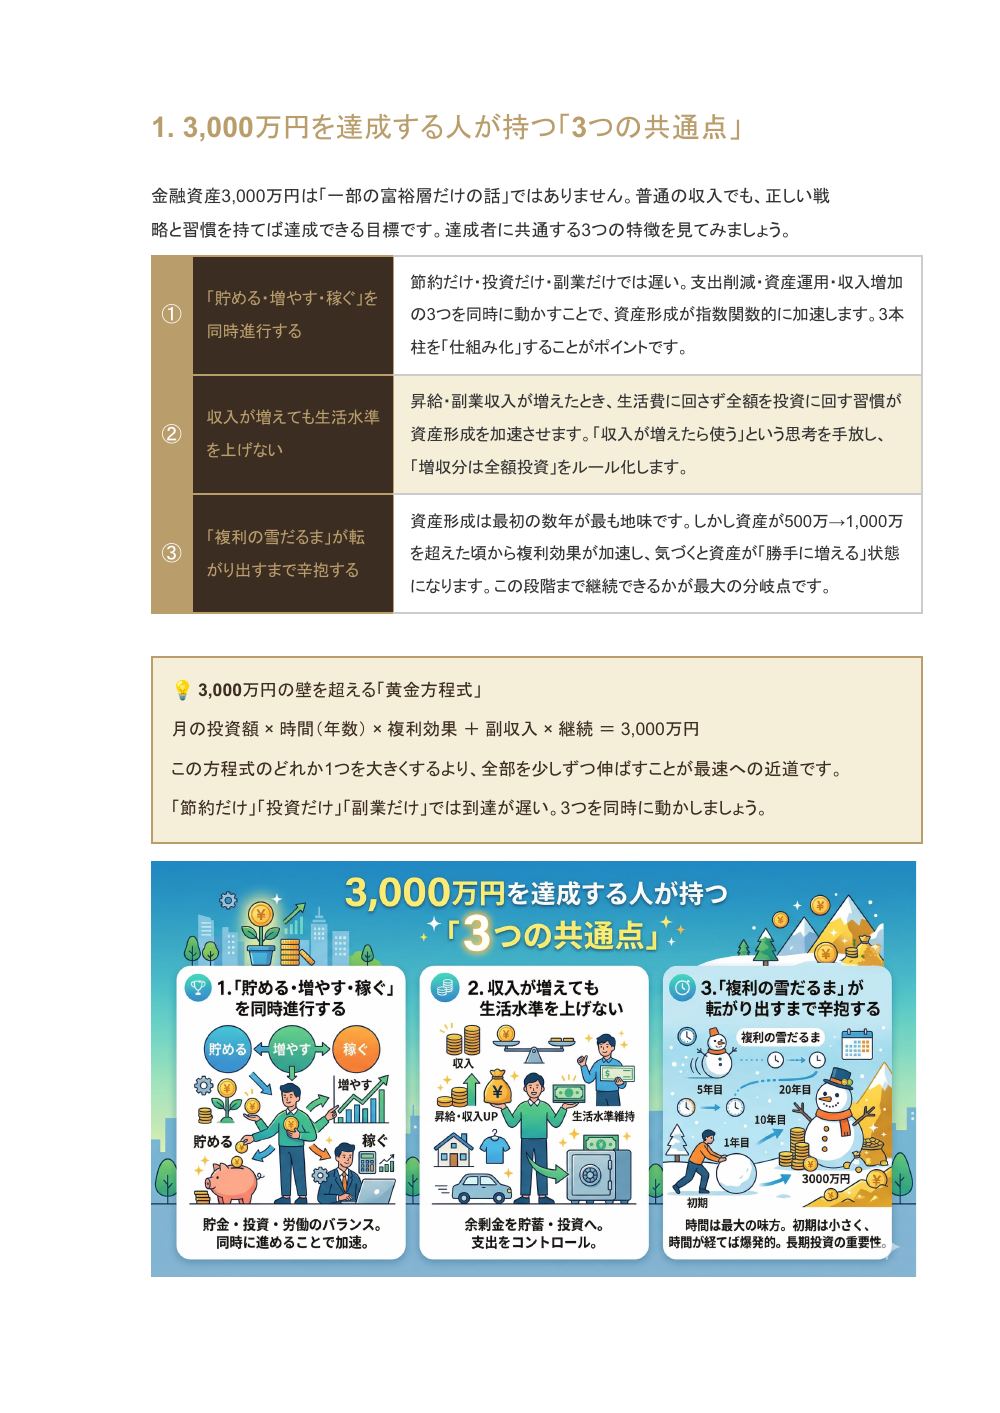 1. 3,000万円を達成する人が持つ「3つの共通点」
金融資産3,000万円は「一部の富裕層だけの話」ではありません。普通の収入でも、正しい戦
略と習慣を持てば達成できる目標です。達成者に共通する3つの特徴を見てみましょう。
①
「貯める・増やす・稼ぐ」を
同時進行する
節約だけ・投資だけ・副業だけでは遅い。支出削減・資産運用・収入増加
の3つを同時に動かすことで、資産形成が指数関数的に加速します。3本
柱を「仕組み化」することがポイントです。
②
収入が増えても生活水準
を上げない
昇給・副業収入が増えたとき、生活費に回さず全額を投資に回す習慣が
資産形成を加速させます。「収入が増えたら使う」という思考を手放し、
「増収分は全額投資」をルール化します。
③
「複利の雪だるま」が転
がり出すまで辛抱する
資産形成は最初の数年が最も地味です。しかし資産が500万→1,000万
を超えた頃から複利効果が加速し、気づくと資産が「勝手に増える」状態
になります。この段階まで継続できるかが最大の分岐点です。
💡 3,000万円の壁を超える「黄金方程式」
月の投資額 × 時間(年数) × 複利効果 ＋ 副収入 × 継続 ＝ 3,000万円
この方程式のどれか1つを大きくするより、全部を少しずつ伸ばすことが最速への近道です。
「節約だけ」「投資だけ」「副業だけ」では到達が遅い。3つを同時に動かしましょう。
3,000万円を達成する人が持つ
「3つの共通点」
1.「貯める・増やす・稼ぐ」
を同時進行する
貯める
増やす
稼ぐ
増やす
貯める
稼ぐ
貯金・投資・労働のバランス。
同時に進めることで加速。
2. 収入が増えても
生活水準を上げない
収入
昇給・収入UP
生活水準維持
余剰金を貯蓄・投資へ。
支出をコントロール。
3.「複利の雪だるま」が
転がり出すまで辛抱する
複利の雪だるま
5年目
20年目
10年目
1年目
3000万円
初期
時間は最大の味方。初期は小さく、
時間が経てば爆発的。長期投資の重要性。